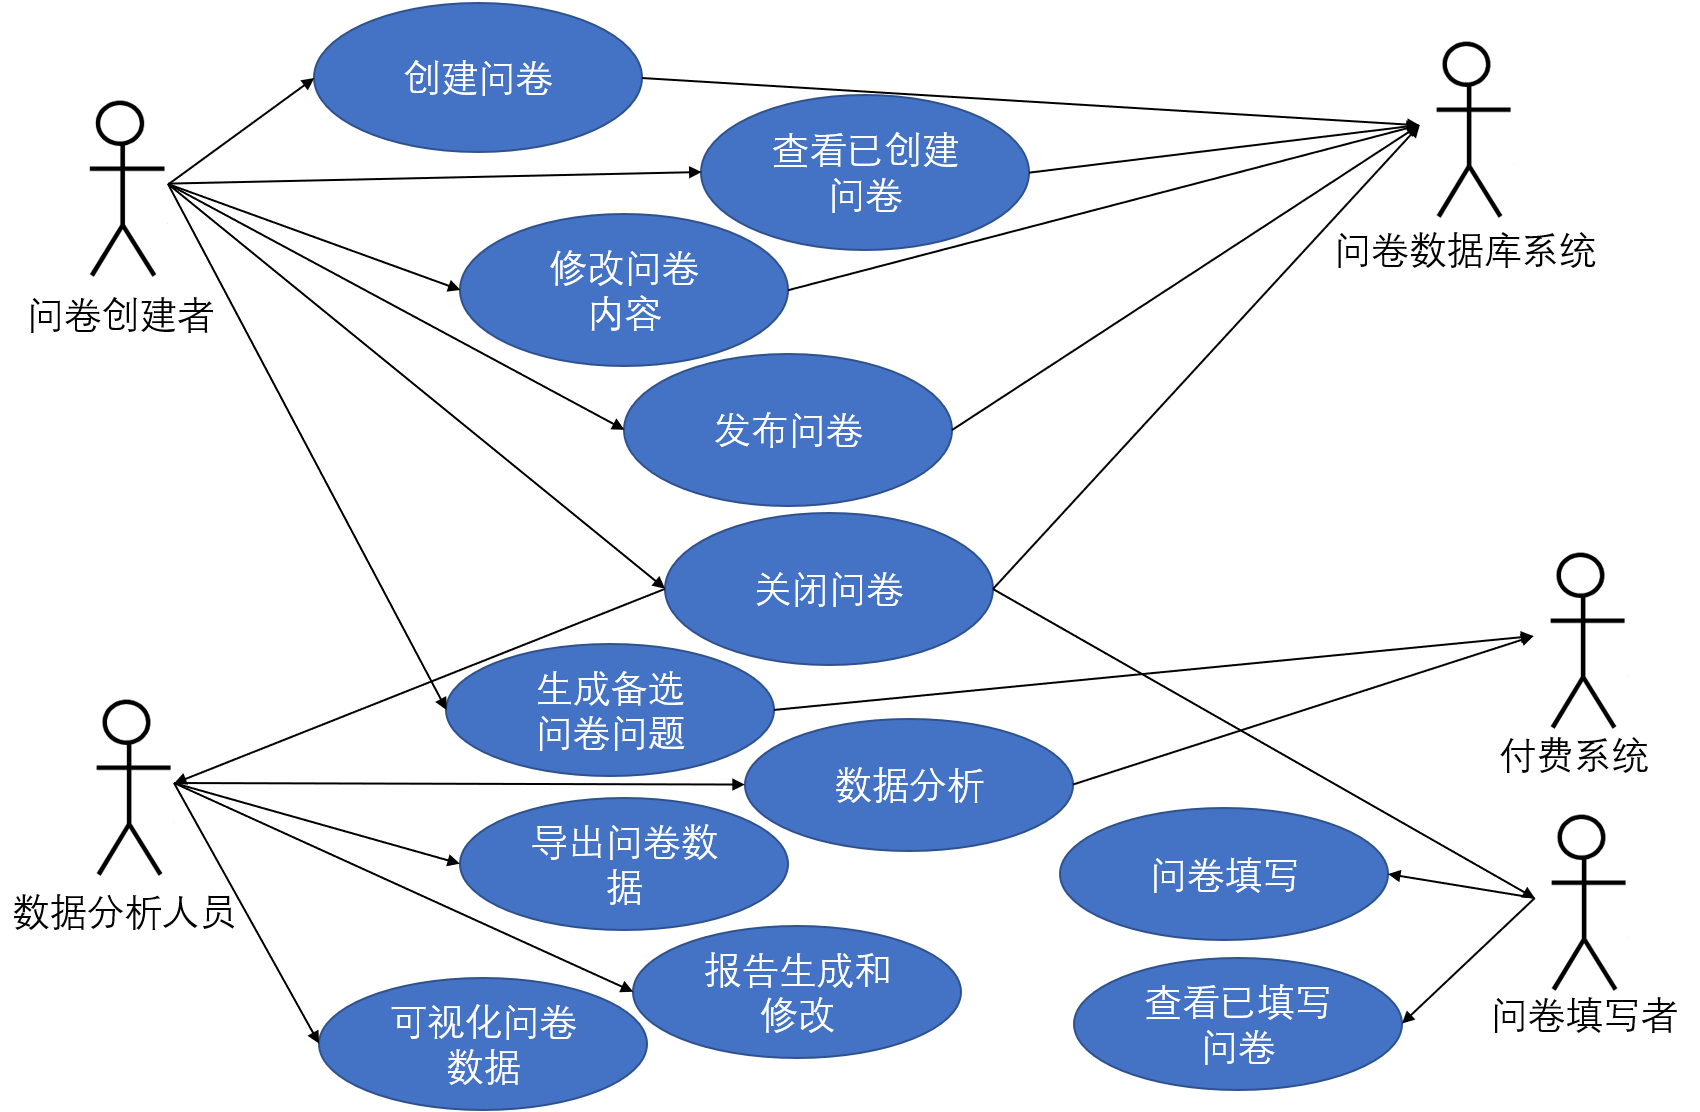 创建问卷
查看已创建
问卷
问卷数据库系统
修改问卷
内容
问卷创建者
发布问卷
关闭问卷
生成备选
问卷问题
付费系统
数据分析
导出问卷数
据
问卷填写
数据分析人员
报告生成和
修改
查看已填写
问卷
问卷填写者
可视化问卷
数据